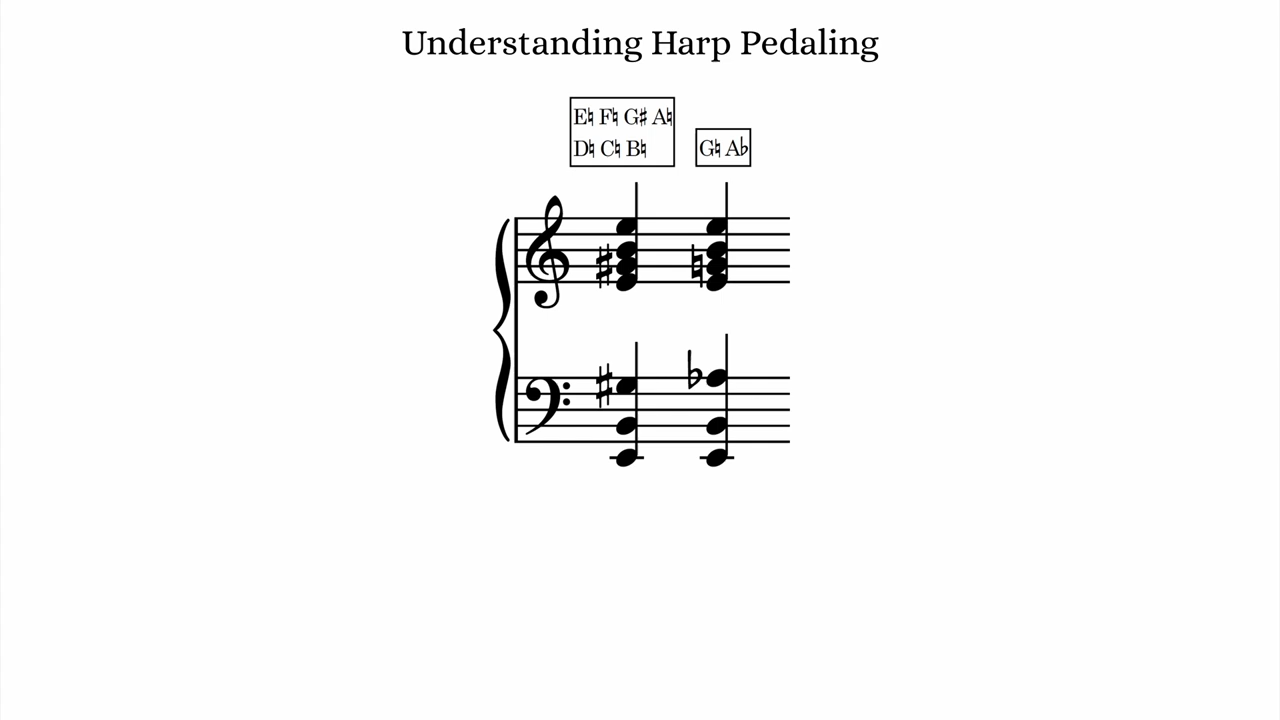 Understanding Harp Pedaling
E♮ F♮ G♯ A♮
D♮ C♮ B♮
G♮ A♭